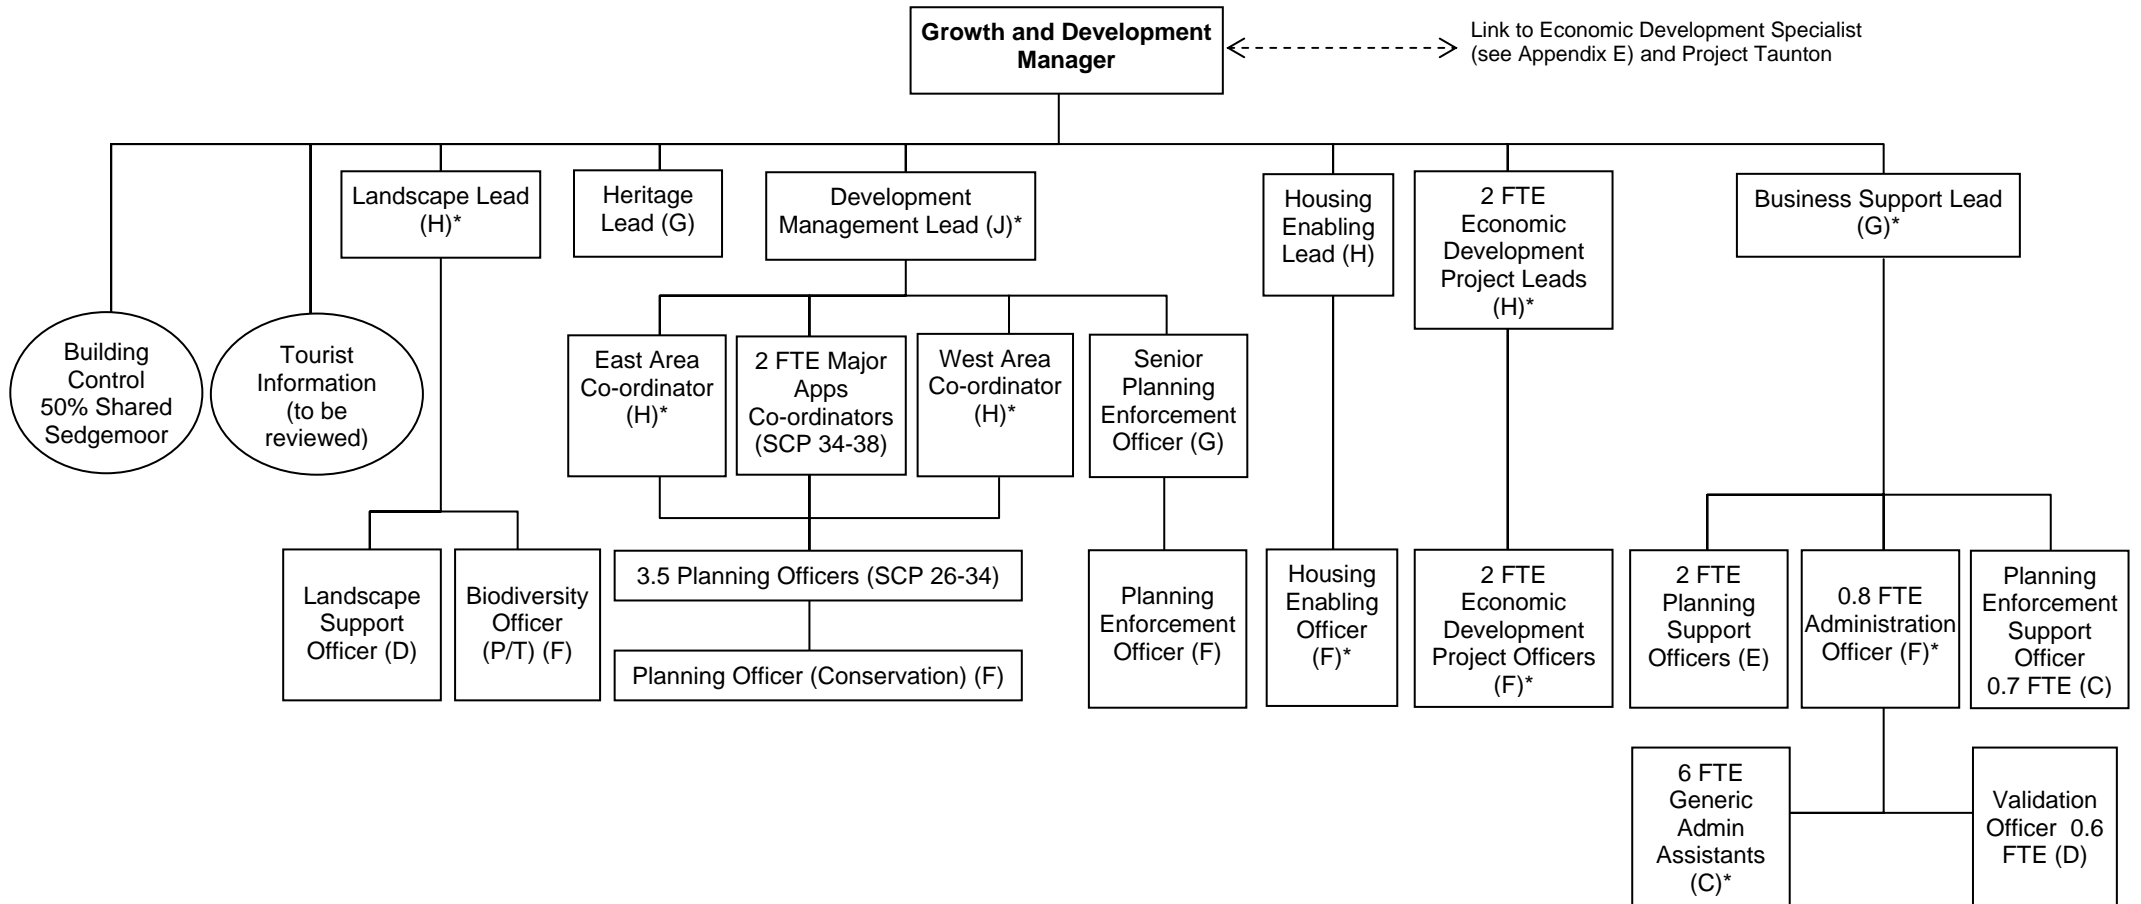 Growth and Development
Manager
Link to Economic Development Specialist
(see Appendix E) and Project Taunton
Landscape Lead
(H)*
Heritage
Lead (G)
Development
Management Lead (J)*
Housing
Enabling
Lead (H)
2 FTE
Economic
Development
Project Leads
(H)*
Business Support Lead
(G)*
Building
Control
50% Shared
Sedgemoor
Tourist
Information
(to be
reviewed)
East Area
Co-ordinator
(H)*
2 FTE Major
Apps
Co-ordinators
(SCP 34-38)
West Area
Co-ordinator
(H)*
Senior
Planning
Enforcement
Officer (G)
Landscape
Support
Officer (D)
Biodiversity
Officer
(P/T) (F)
3.5 Planning Officers (SCP 26-34)
Planning Officer (Conservation) (F)
Planning
Enforcement
Officer (F)
Housing
Enabling
Officer
(F)*
2 FTE
Economic
Development
Project Officers
(F)*
2 FTE
Planning
Support
Officers (E)
0.8 FTE
Administration
Officer (F)*
Planning
Enforcement
Support
Officer
0.7 FTE (C)
6 FTE
Generic
Admin
Assistants
(C)*
Validation
Officer 0.6
FTE (D)